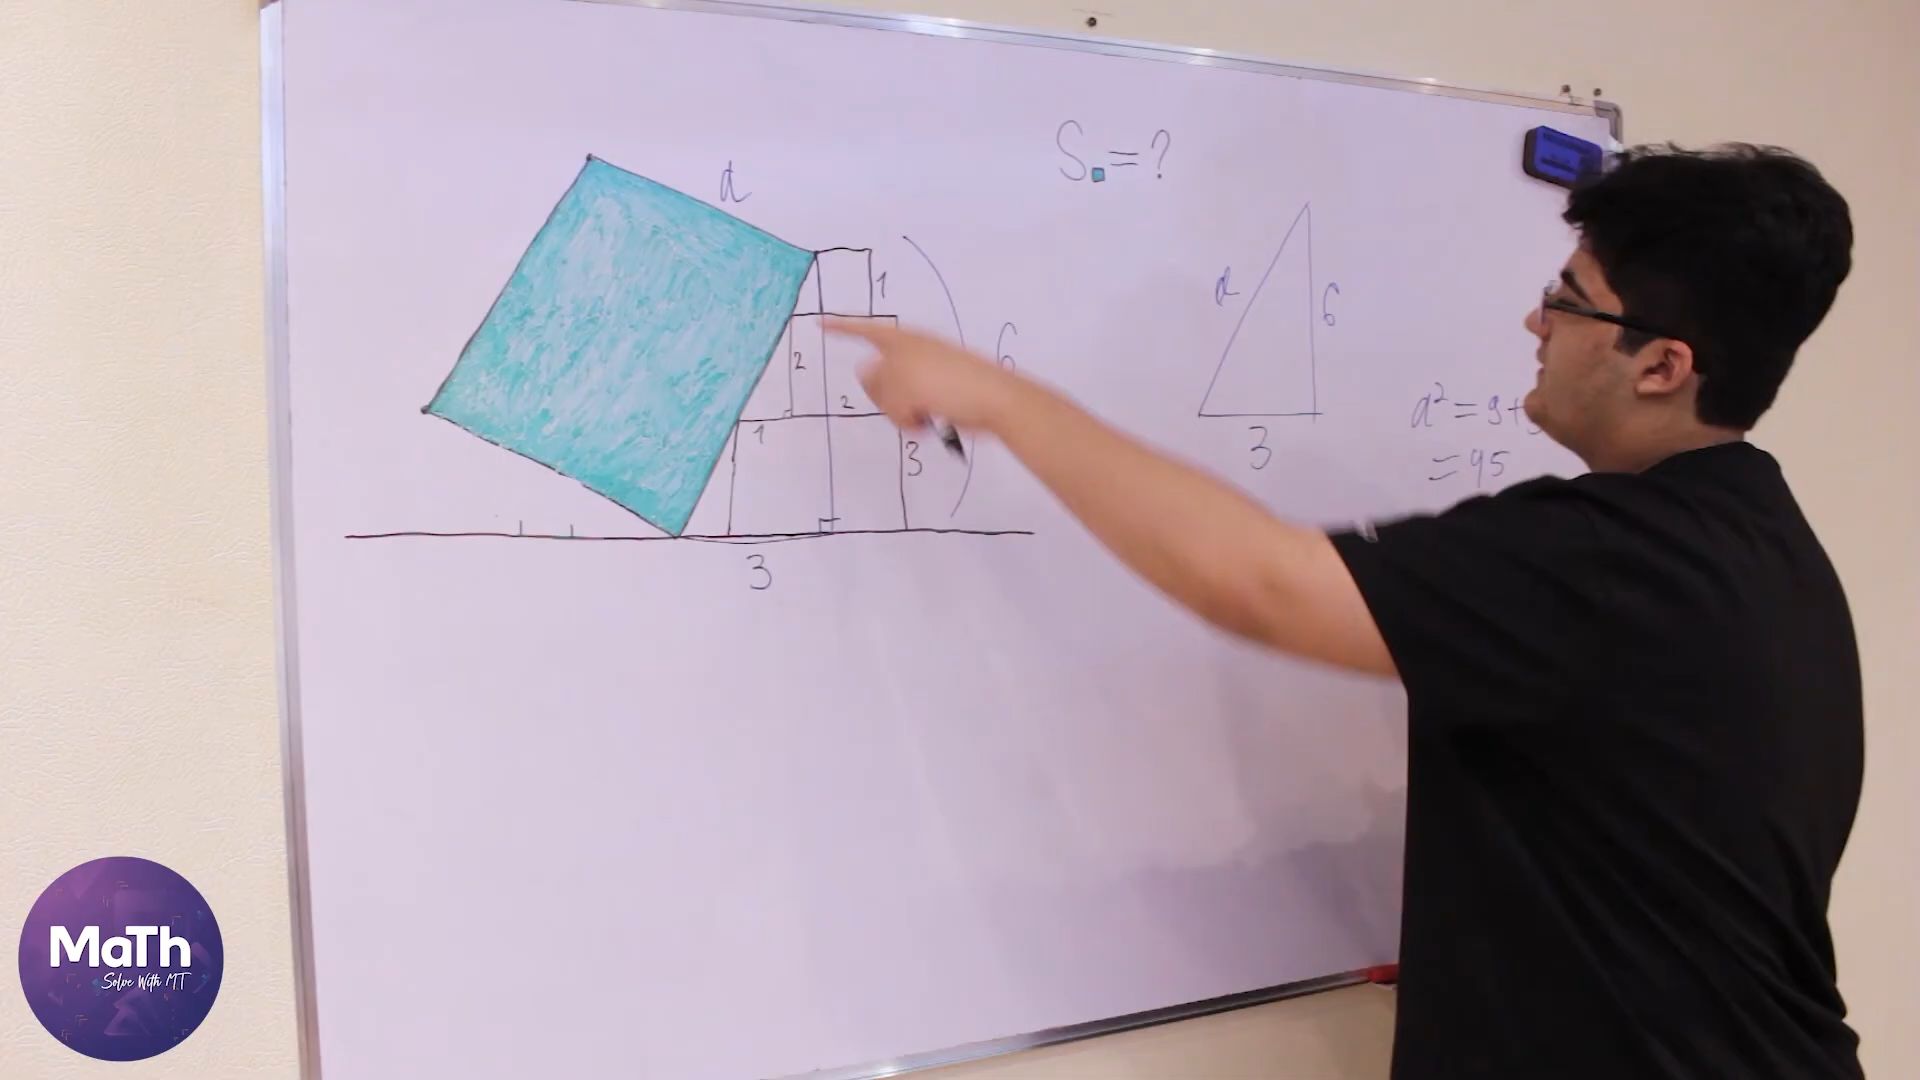 S▪=?
a
1
6
2
2
1
3
3
a
6
3
a² = 9+
= 45
MaTh
Solve With MT